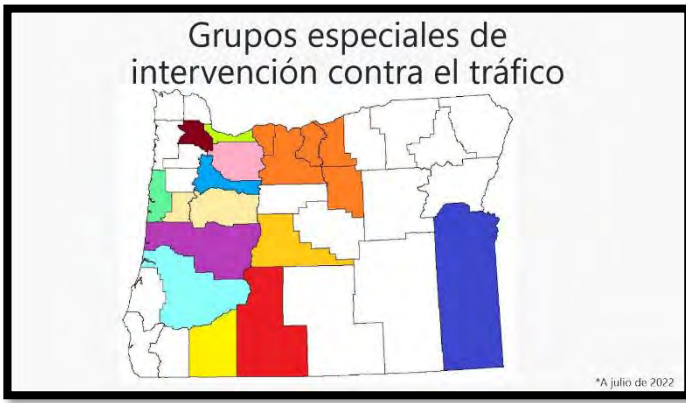 Grupos especiales de
intervención contra el tráfico
*A julio de 2022